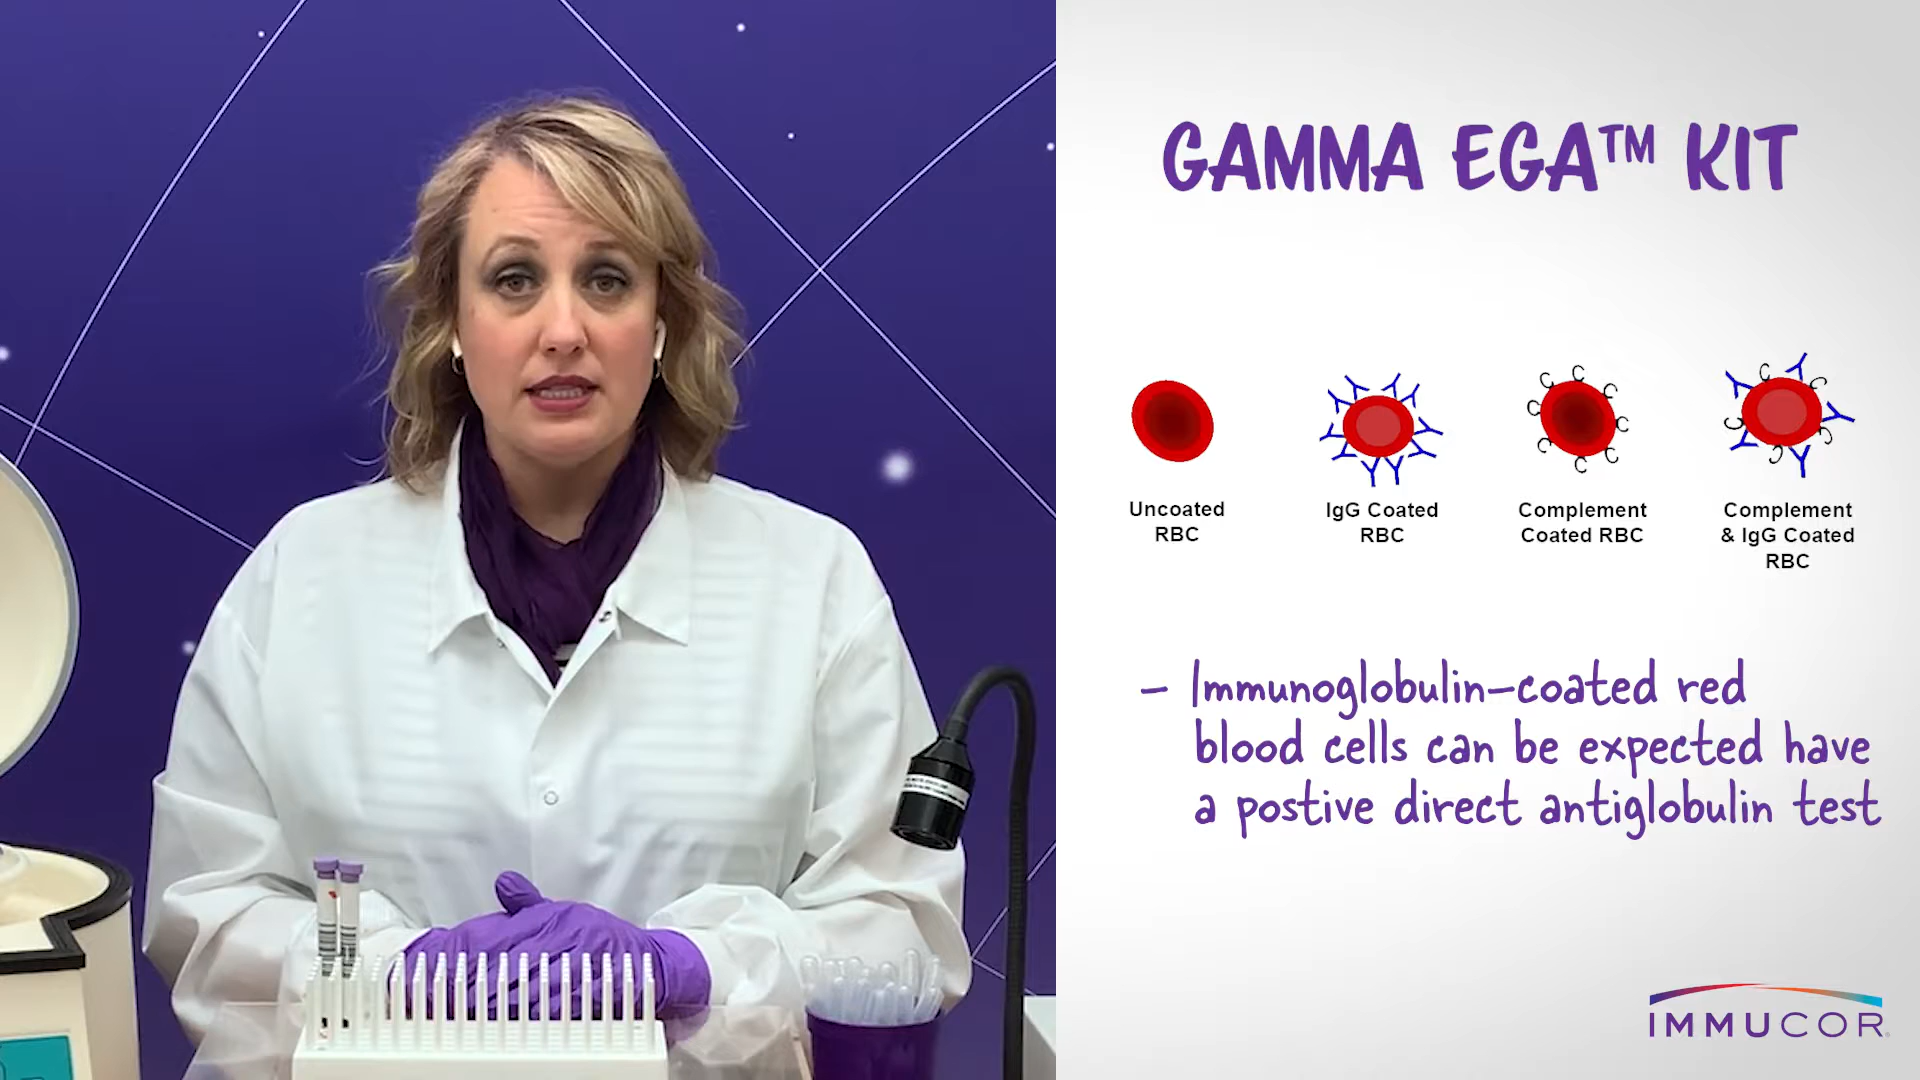 GAMMA EGA™ KIT
Uncoated
RBC
IgG Coated
RBC
Complement
Coated RBC
Complement
& IgG Coated
RBC
– Immunoglobulin-coated red
blood cells can be expected have
a postive direct antiglobulin test
IMMUCOR